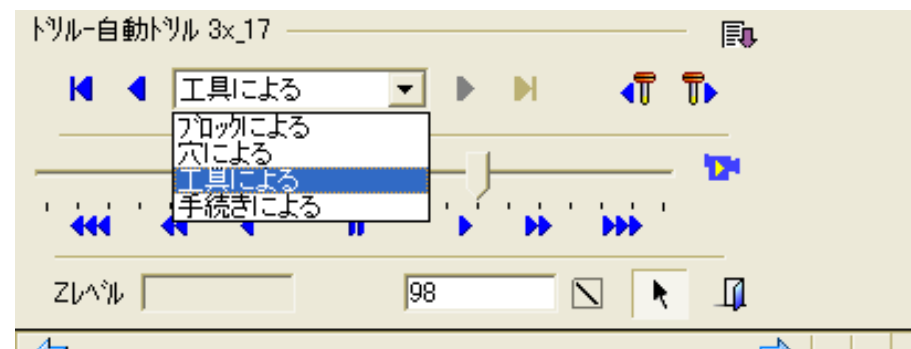 ﾄﾞﾘﾙｰ自動ﾄﾞﾘﾙ 3x_17
工具による
ﾌﾞﾛｯｸによる
穴による
工具による
手続きによる
Zﾚﾍﾞﾙ
98